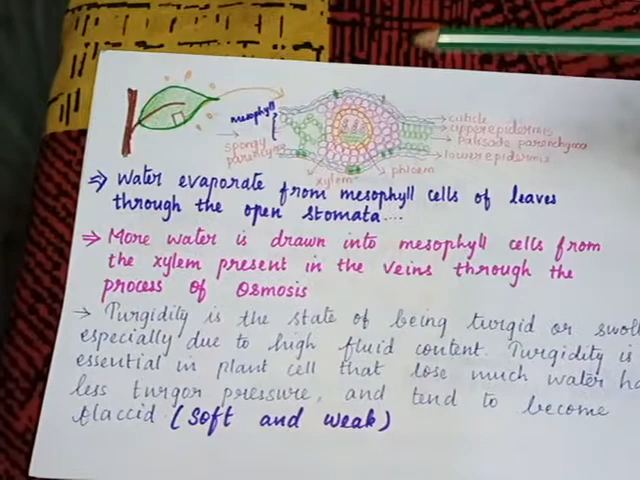 mesophyll
spongy
parenchyma
xylem
phloem
cuticle
upper epidermis
Palisade parenchyma
lower epidermis
⇒ Water evaporate from mesophyll cells of leaves
through the open stomata....
⇒ More water is drawn into mesophyll cells from
the xylem present in the veins through the
process of Osmosis
→ Turgidity is the state of being turgid or swoll
especially due to high fluid content. Turgidity is
essential in plant cell that lose much water ha
less turgor pressure, and tend to become
flaccid (Soft and weak)